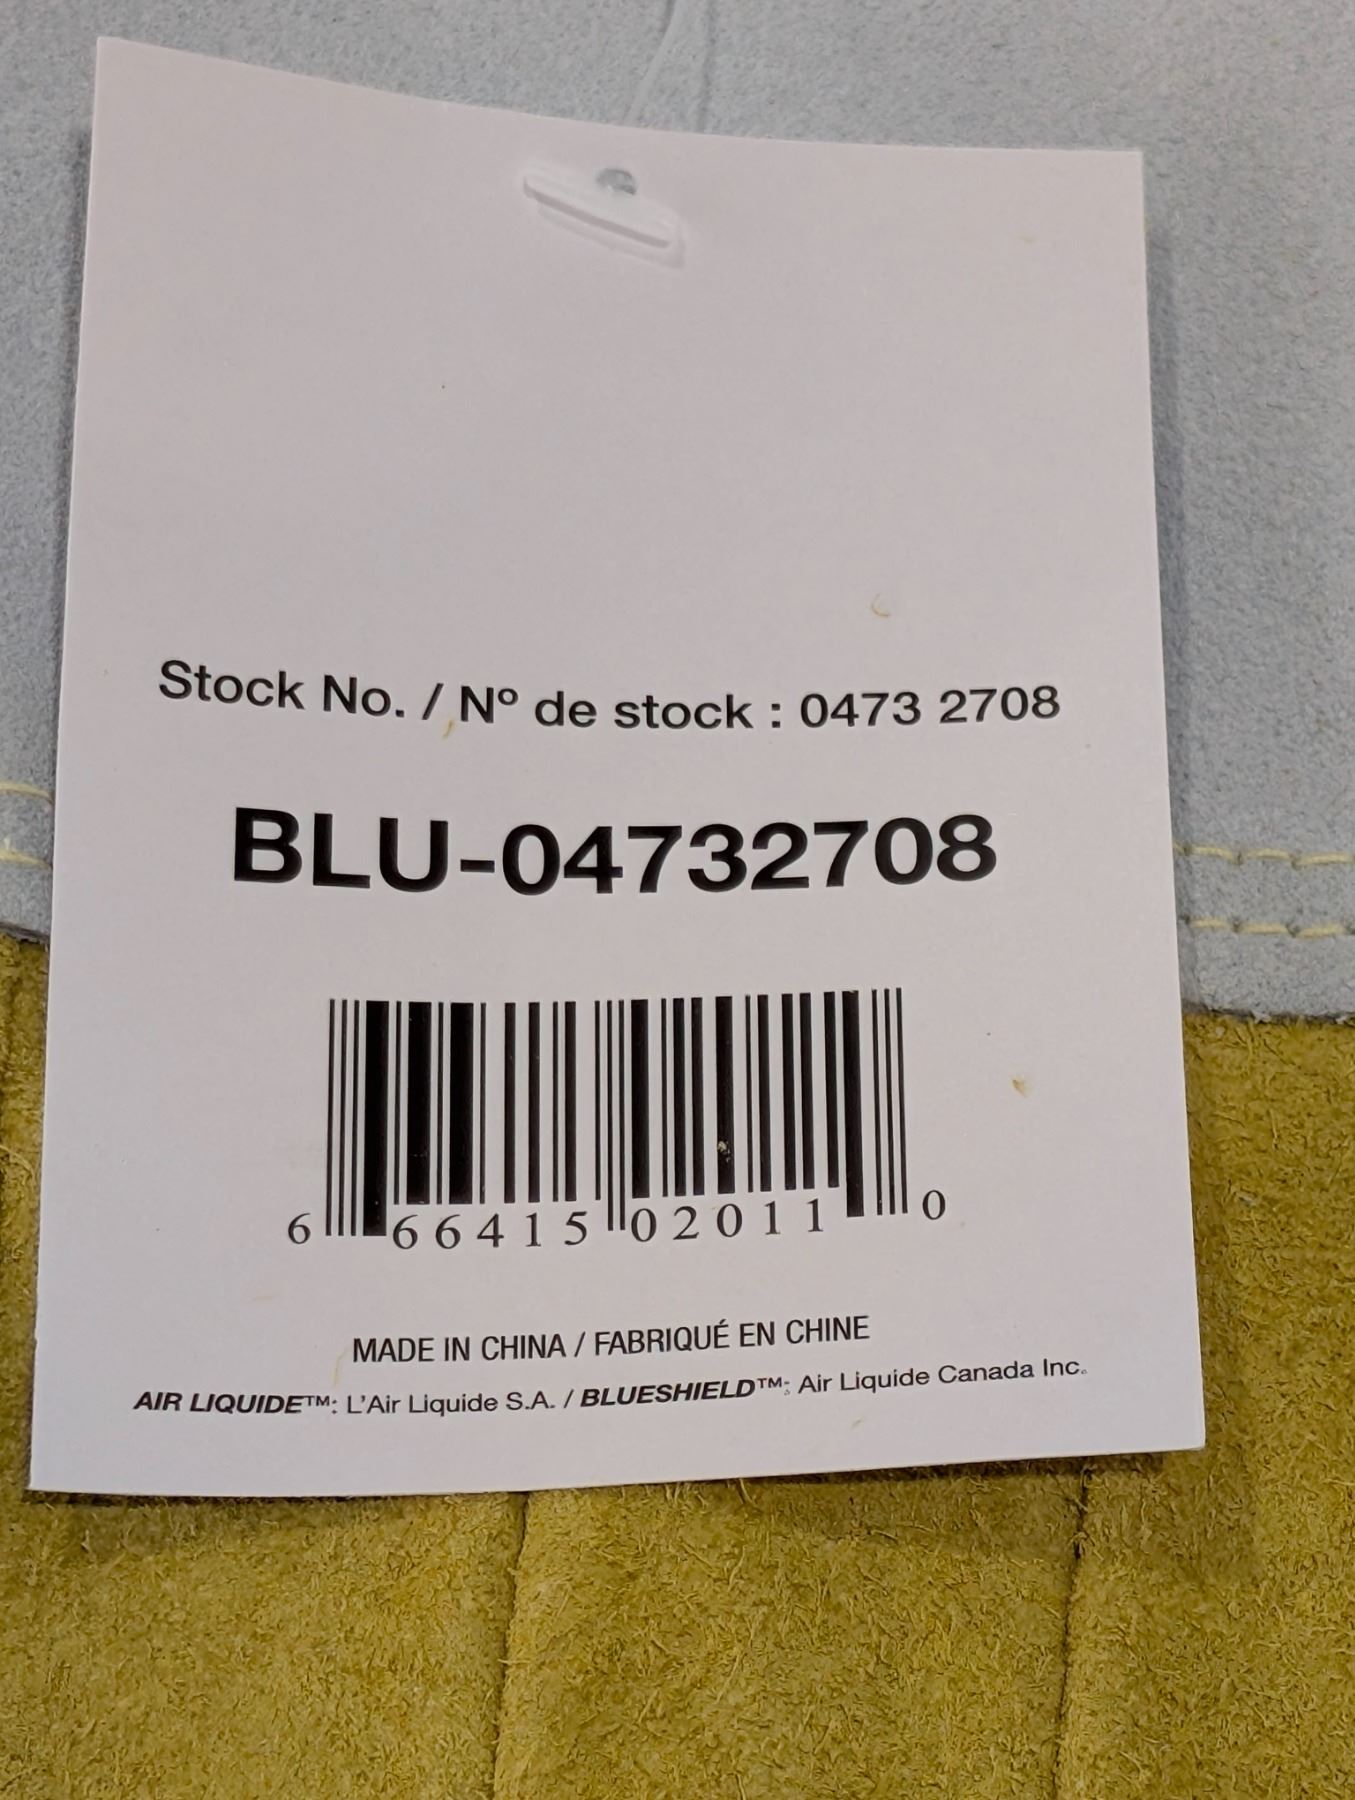 Stock No. / Nº de stock : 0473 2708
BLU-04732708
6 66415 02011 0
MADE IN CHINA / FABRIQUÉ EN CHINE
AIR LIQUIDE™: L'Air Liquide S.A. / BLUESHIELD™: Air Liquide Canada Inc.